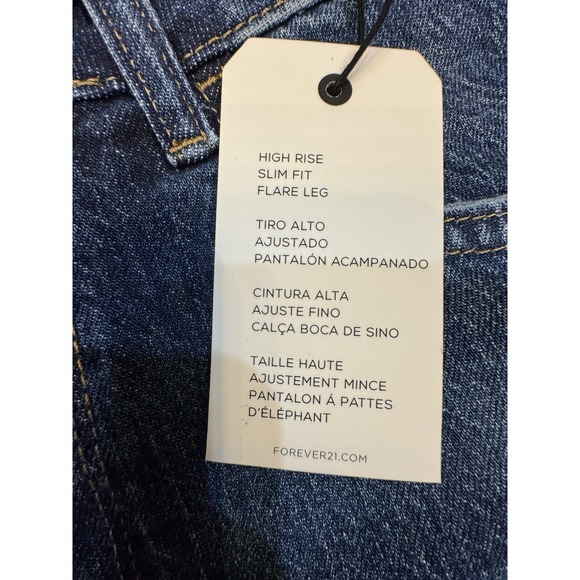 HIGH RISE
SLIM FIT
FLARE LEG
TIRO ALTO
AJUSTADO
PANTALÓN ACAMPANADO
CINTURA ALTA
AJUSTE FINO
CALÇA BOCA DE SINO
TAILLE HAUTE
AJUSTEMENT MINCE
PANTALON Á PATTES
D'ÉLÉPHANT
FOREVER21.COM